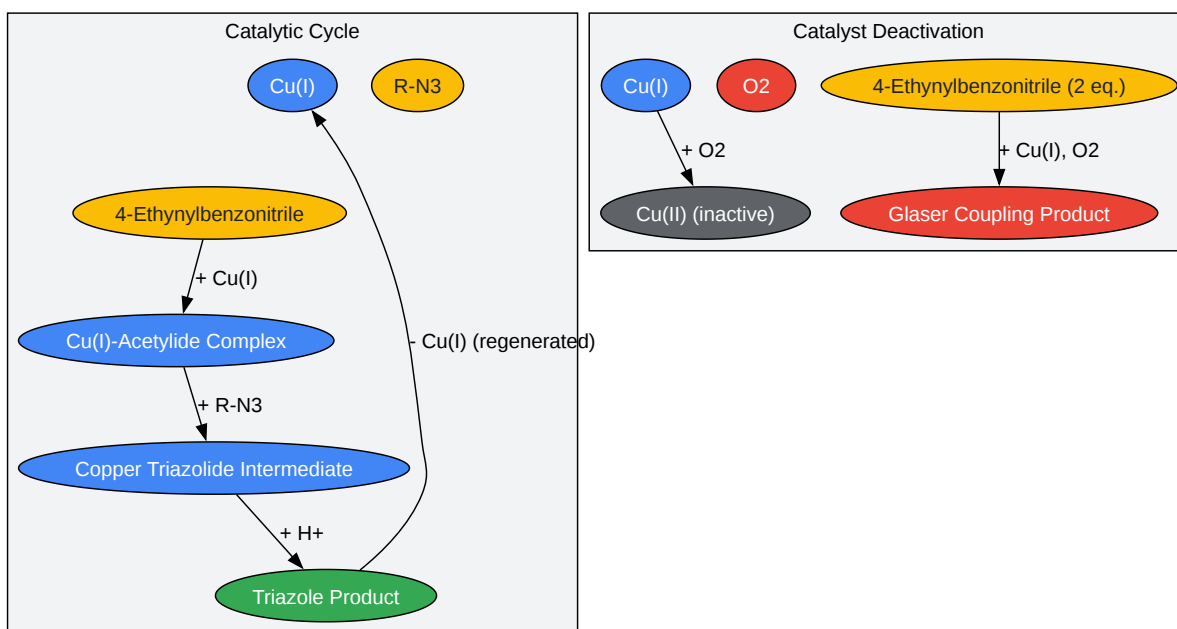 Catalytic Cycle
Cu(I)
R-N3
4-Ethynylbenzonitrile
+ Cu(I)
Cu(I)-Acetylide Complex
- Cu(I) (regenerated)
+ R-N3
Copper Triazolide Intermediate
+ H+
Triazole Product
Catalyst Deactivation
Cu(I)
O2
4-Ethynylbenzonitrile (2 eq.)
+ O2
+ Cu(I), O2
Cu(II) (inactive)
Glaser Coupling Product